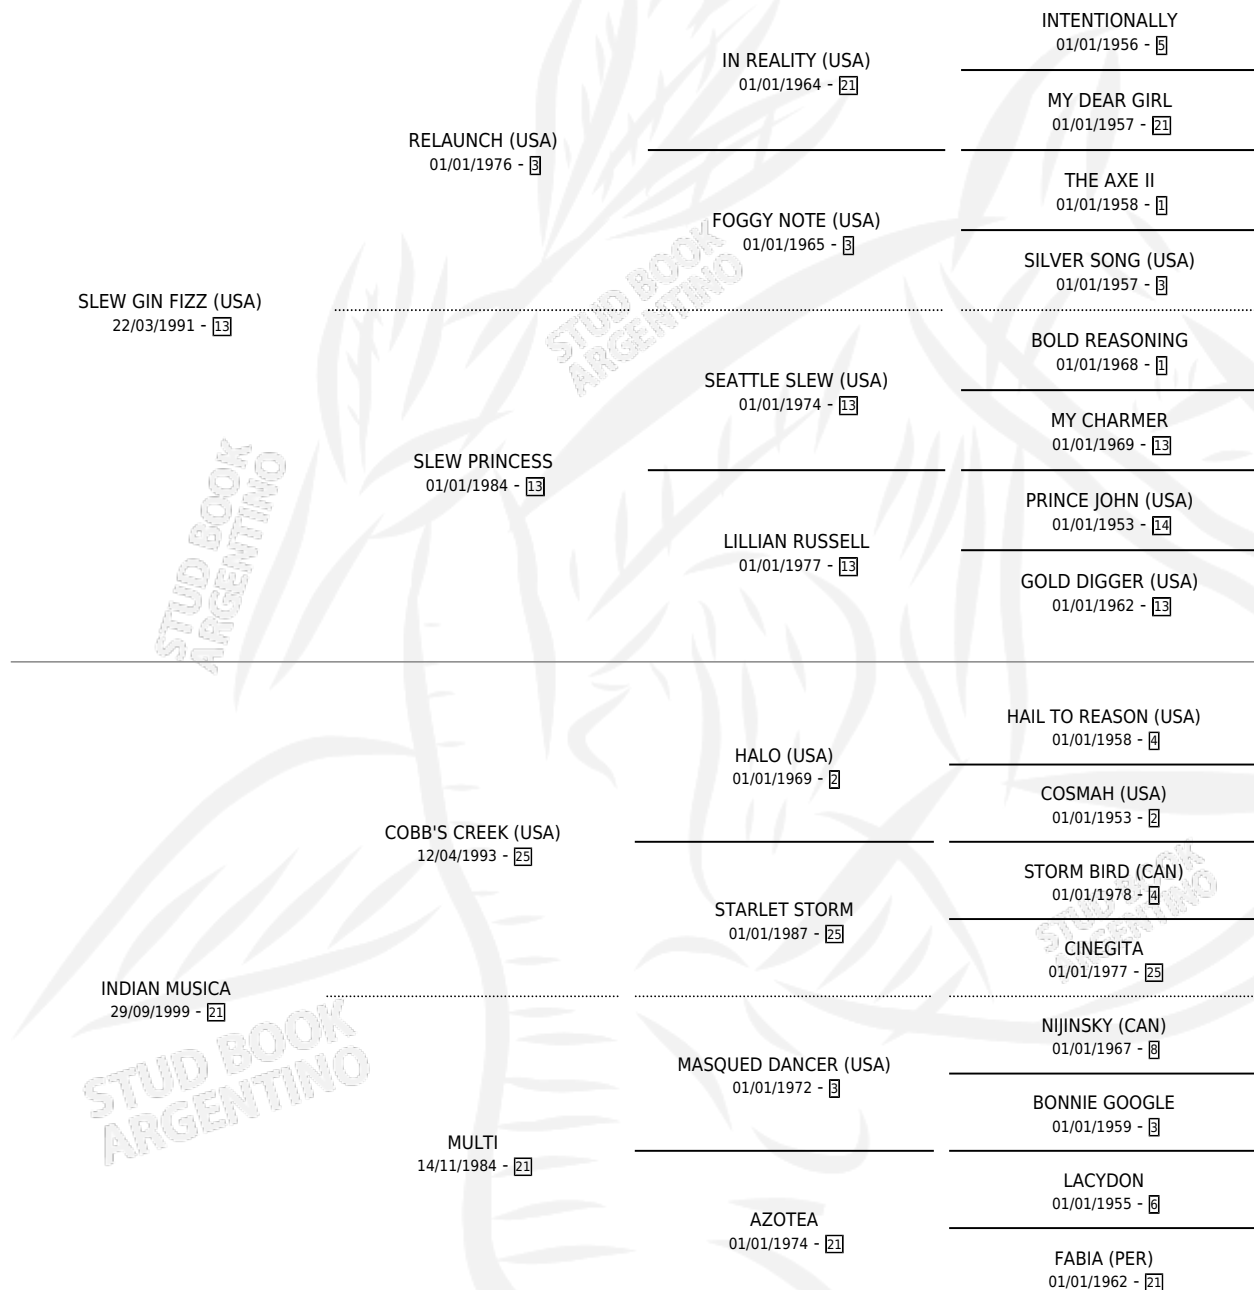 INTENTIONALLY
01/01/1956 - 5
IN REALITY (USA)
01/01/1964 - 21
MY DEAR GIRL
01/01/1957 - 21
RELAUNCH (USA)
01/01/1976 - 3
THE AXE II
01/01/1958 - 1
FOGGY NOTE (USA)
01/01/1965 - 3
SILVER SONG (USA)
01/01/1957 - 3
SLEW GIN FIZZ (USA)
22/03/1991 - 13
STUD BOOK
ARGENTINO
BOLD REASONING
01/01/1968 - 1
SEATTLE SLEW (USA)
01/01/1974 - 13
MY CHARMER
01/01/1969 - 13
SLEW PRINCESS
01/01/1984 - 13
PRINCE JOHN (USA)
01/01/1953 - 14
LILLIAN RUSSELL
01/01/1977 - 13
GOLD DIGGER (USA)
01/01/1962 - 13
STUD BOOK
ARGENTINO
HAIL TO REASON (USA)
01/01/1958 - 4
HALO (USA)
01/01/1969 - 2
COSMAH (USA)
01/01/1953 - 2
COBB'S CREEK (USA)
12/04/1993 - 25
STORM BIRD (CAN)
01/01/1978 - 4
STARLET STORM
01/01/1987 - 25
CINEGITA
01/01/1977 - 25
STUD BOOK
ARGENTINO
INDIAN MUSICA
29/09/1999 - 21
NIJINSKY (CAN)
01/01/1967 - 8
MASQUED DANCER (USA)
01/01/1972 - 3
BONNIE GOOGLE
01/01/1959 - 3
MULTI
14/11/1984 - 21
LACYDON
01/01/1955 - 6
AZOTEA
01/01/1974 - 21
FABIA (PER)
01/01/1962 - 21
STUD BOOK
ARGENTINO